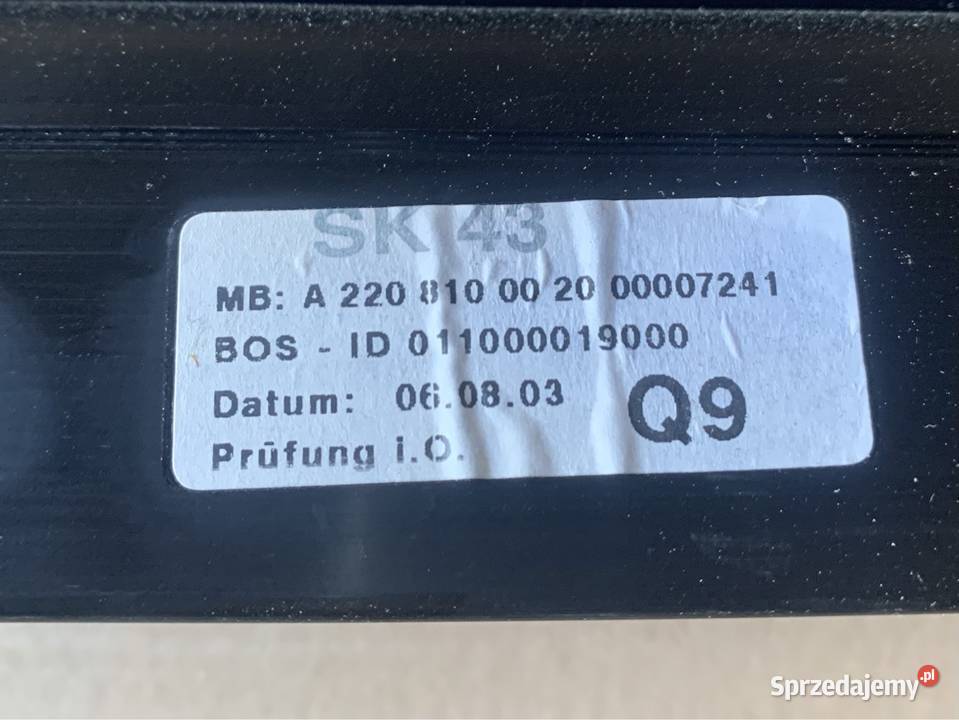 SK 43
MB: A 220 810 00 20 00007241
BOS - ID 011000019000
Datum: 06.08.03
Q9
Prüfung i.O.
Sprzedajemy.pl